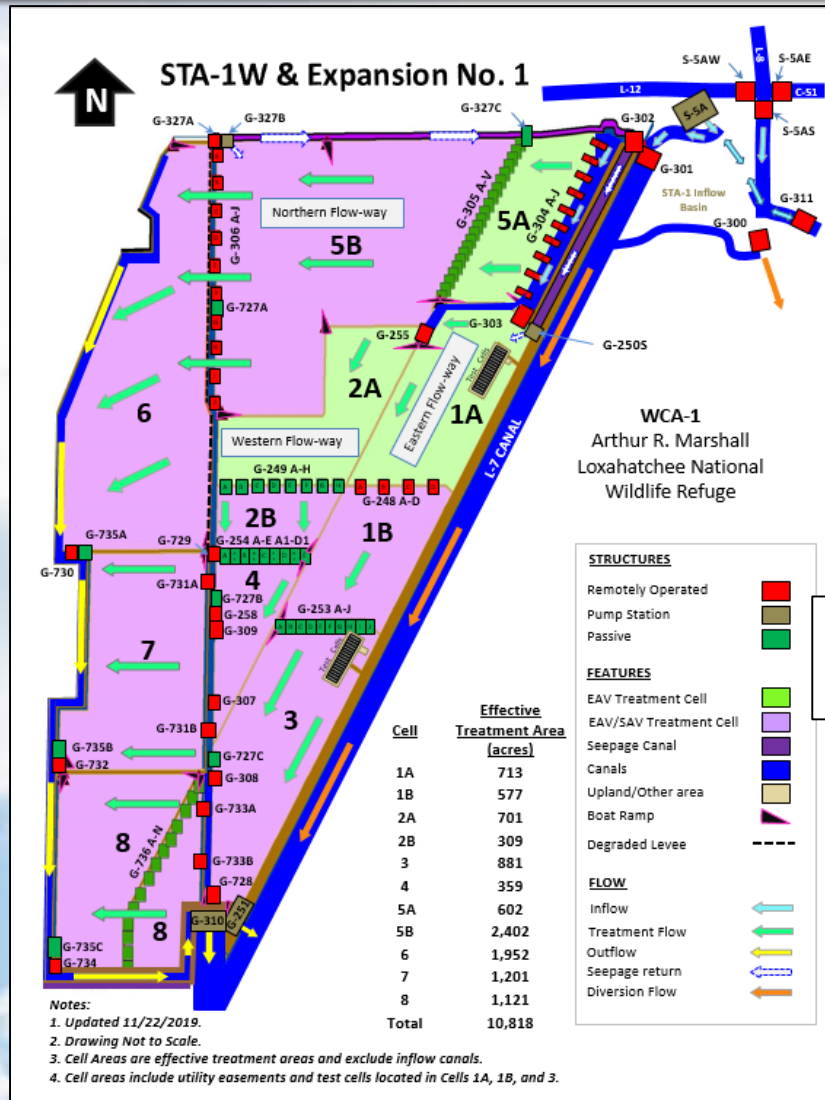 STA-1W & Expansion No. 1
N
S-5AW
L-8
S-5AE
L-12
C-51
S-5A
S-5AS
G-327A
G-327B
G-327C
G-302
G-301
STA-1 Inflow
Basin
G-311
G-300
G-306 A-J
Northern Flow-way
5B
G-305 A-V
5A
G-304 A-J
G-727A
G-255
G-303
G-250S
2A
Test Cells
Eastern Flow-way
1A
6
L-7 CANAL
WCA-1
Arthur R. Marshall
Loxahatchee National
Wildlife Refuge
Western Flow-way
G-249 A-H
G-248 A-D
2B
1B
G-735A
G-729
G-254 A-E A1-D1
G-730
G-731A
4
G-727B
G-258
G-309
G-253 A-J
Test Cells
7
G-307
G-731B
3
G-735B
G-727C
G-732
G-308
G-733A
8
G-736 A-N
G-733B
G-728
8
G-310
G-251
G-735C
G-734
STRUCTURES
Remotely Operated
Pump Station
Passive
FEATURES
EAV Treatment Cell
EAV/SAV Treatment Cell
Seepage Canal
Canals
Upland/Other area
Boat Ramp
Degraded Levee
FLOW
Inflow
Treatment Flow
Outflow
Seepage return
Diversion Flow
Effective
Cell Treatment Area
(acres)
1A 713
1B 577
2A 701
2B 309
3 881
4 359
5A 602
5B 2,402
6 1,952
7 1,201
8 1,121
Total 10,818
Notes:
1. Updated 11/22/2019.
2. Drawing Not to Scale.
3. Cell Areas are effective treatment areas and exclude inflow canals.
4. Cell areas include utility easements and test cells located in Cells 1A, 1B, and 3.